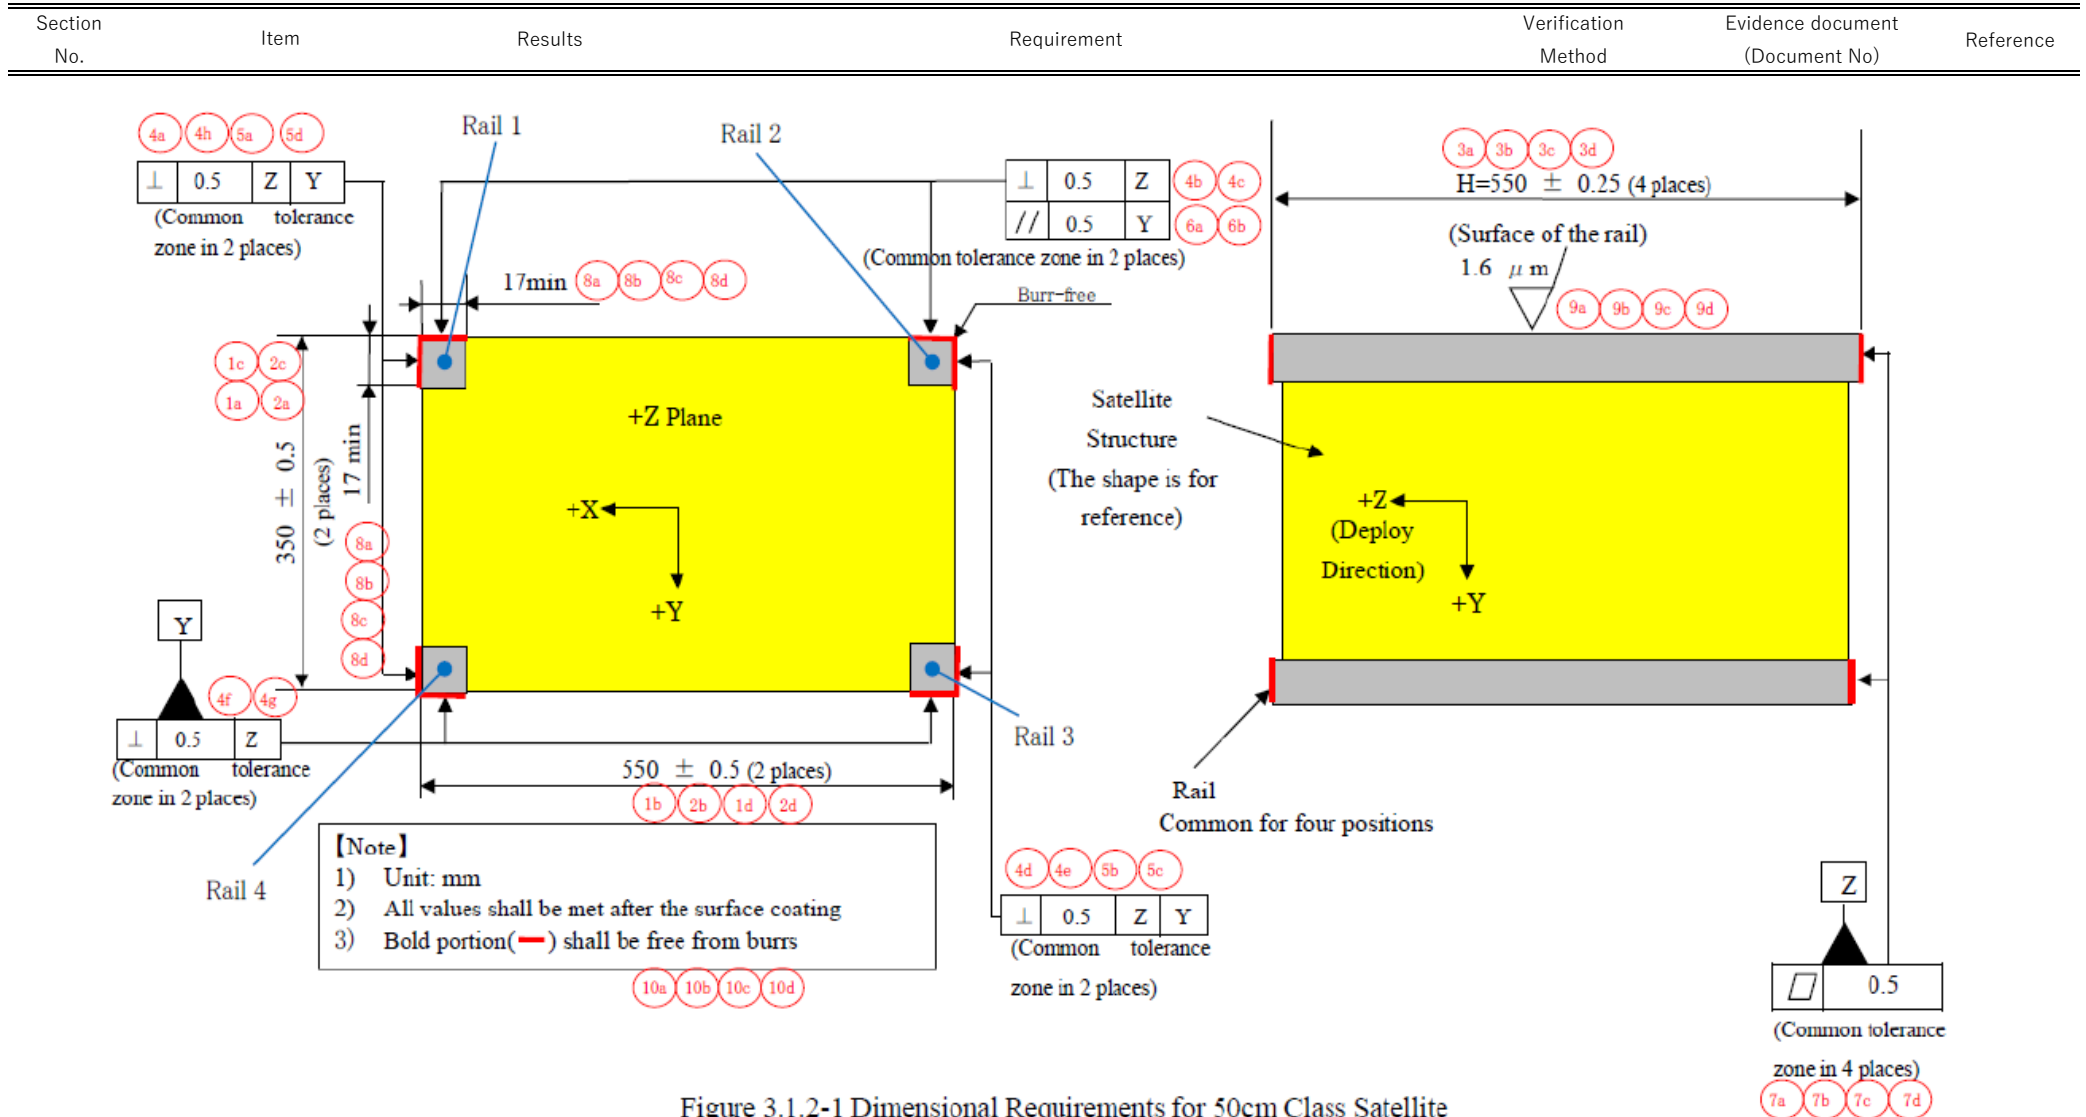 Section No.
Item
Results
Requirement
Verification Method
Evidence document (Document No)
Reference
4a 4h 5a 5d
⊥ 0.5 Z Y
(Common tolerance
zone in 2 places)
Rail 1
Rail 2
⊥ 0.5 Z
4b 4c
// 0.5 Y
6a 6b
(Common tolerance zone in 2 places)
3a 3b 3c 3d
H=550 ± 0.25 (4 places)
(Surface of the rail)
1.6 μm
9a 9b 9c 9d
17min
8a 8b 8c 8d
Burr-free
1c 2c
1a 2a
350 ± 0.5
(2 places)
17 min
8a
8b
8c
8d
+Z Plane
+X
+Y
Satellite
Structure
(The shape is for
reference)
+Z
(Deploy
Direction)
+Y
Y
4f 4g
⊥ 0.5 Z
(Common tolerance
zone in 2 places)
Rail 3
550 ± 0.5 (2 places)
1b 2b 1d 2d
Rail
Common for four positions
Rail 4
【Note】
1) Unit: mm
2) All values shall be met after the surface coating
3) Bold portion( ) shall be free from burrs
10a 10b 10c 10d
4d 4e 5b 5c
⊥ 0.5 Z Y
(Common tolerance
zone in 2 places)
Z
⏥ 0.5
(Common tolerance
zone in 4 places)
7a 7b 7c 7d
Figure 3.1.2-1 Dimensional Requirements for 50cm Class Satellite